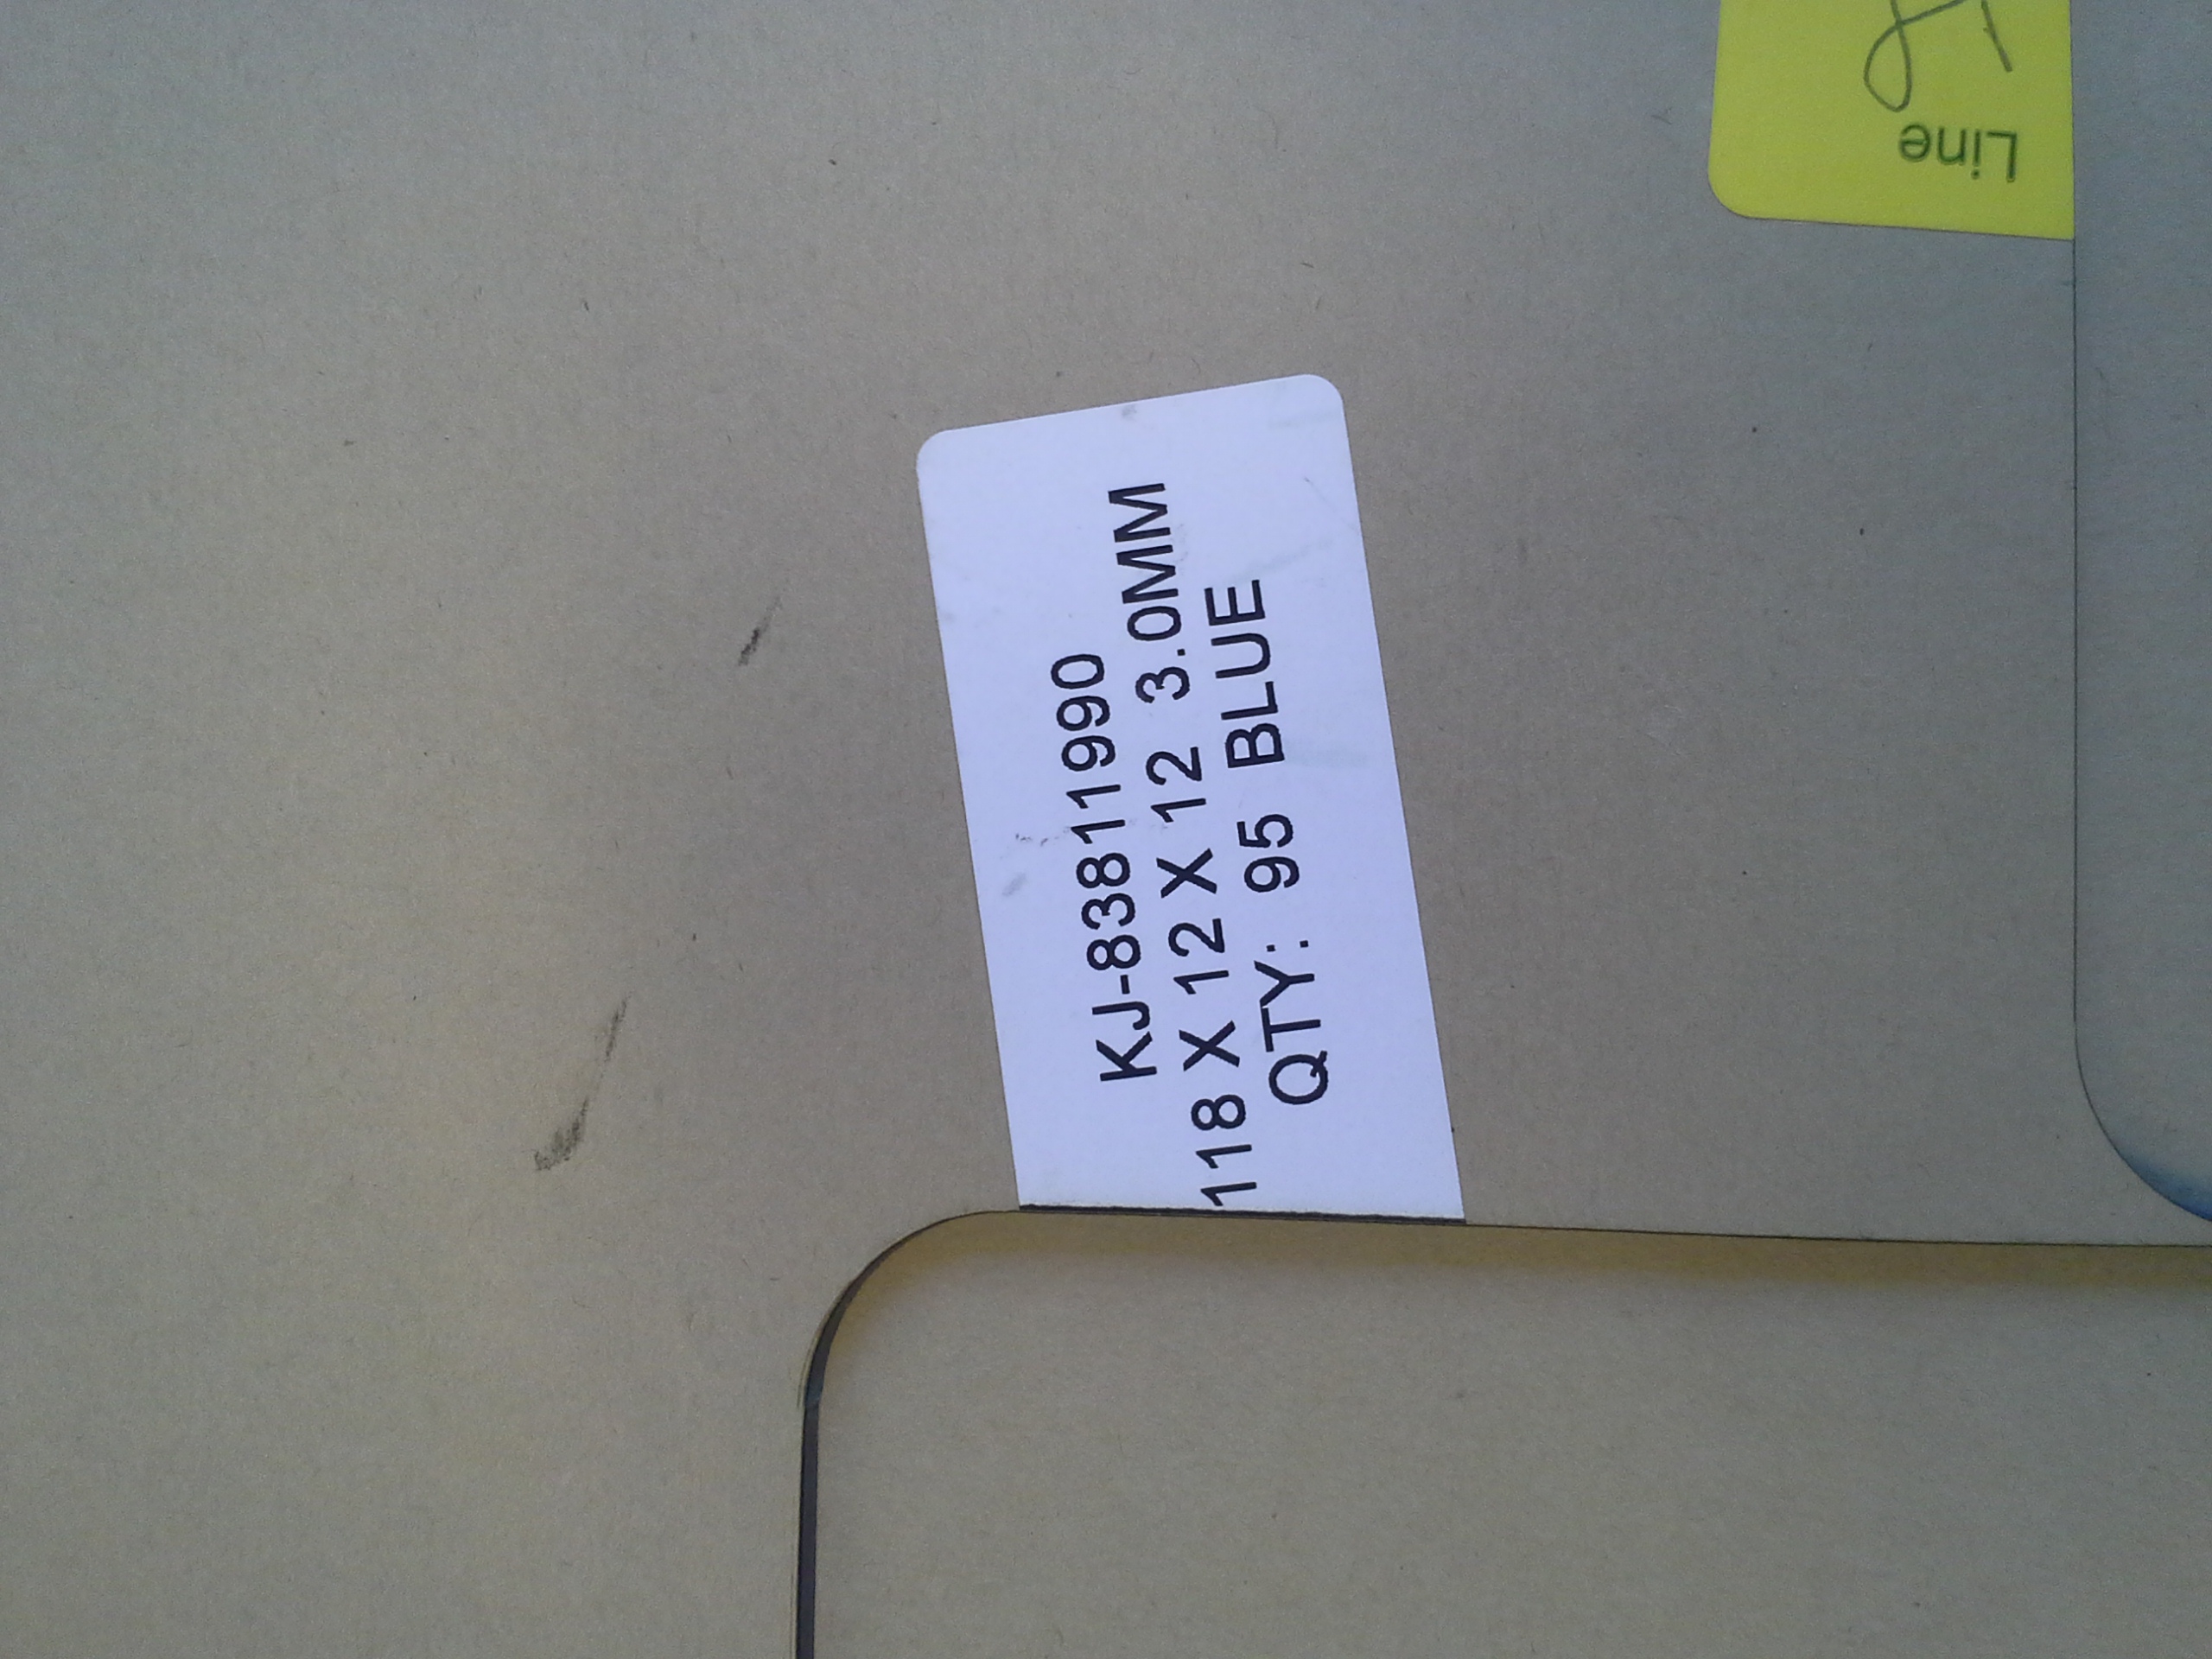 KJ-83811990
118 X 12 X 12 3.0MM
QTY: 95 BLUE
Line